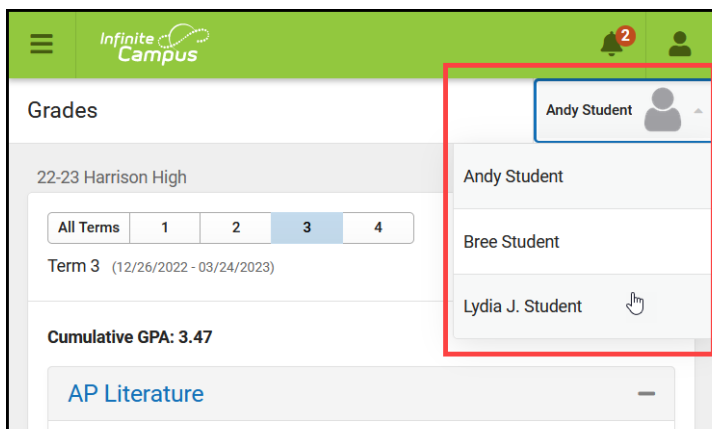 Infinite
Campus
2
Grades
Andy Student
22-23 Harrison High
Andy Student
All Terms 1 2 3 4
Bree Student
Term 3 (12/26/2022 - 03/24/2023)
Lydia J. Student
Cumulative GPA: 3.47
AP Literature